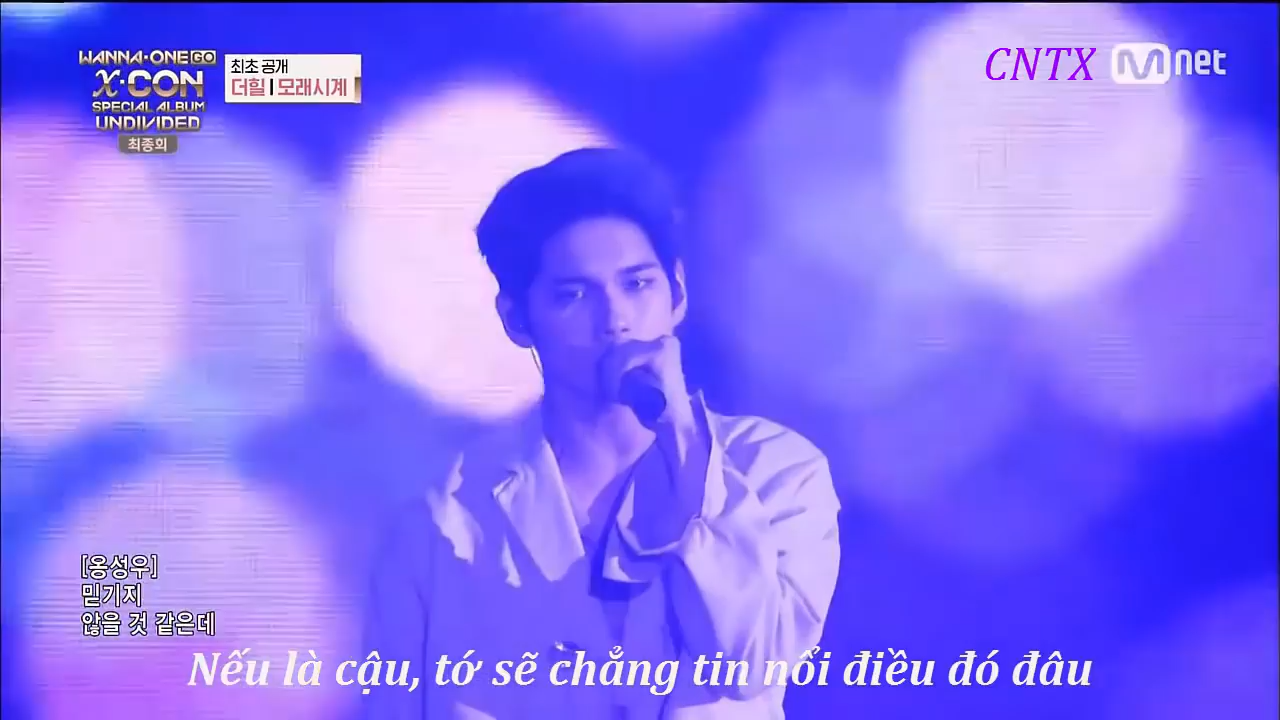 WANNA·ONE GO
X·CON
SPECIAL ALBUM
UNDIVIDED
최종회
최초 공개
더힐 | 모래시계
CNTX
M net
[옹성우]
믿기지
않을 것 같은데
Nếu là cậu, tớ sẽ chẳng tin nổi điều đó đâu